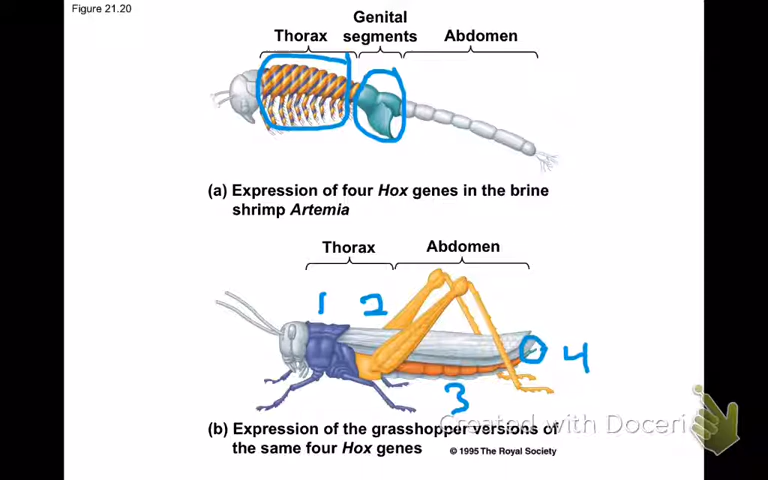 Figure 21.20
Genital
Thorax segments Abdomen
(a) Expression of four Hox genes in the brine
shrimp Artemia
Thorax Abdomen
1 2
4
3
Created with Doceri
(b) Expression of the grasshopper versions of
the same four Hox genes © 1995 The Royal Society